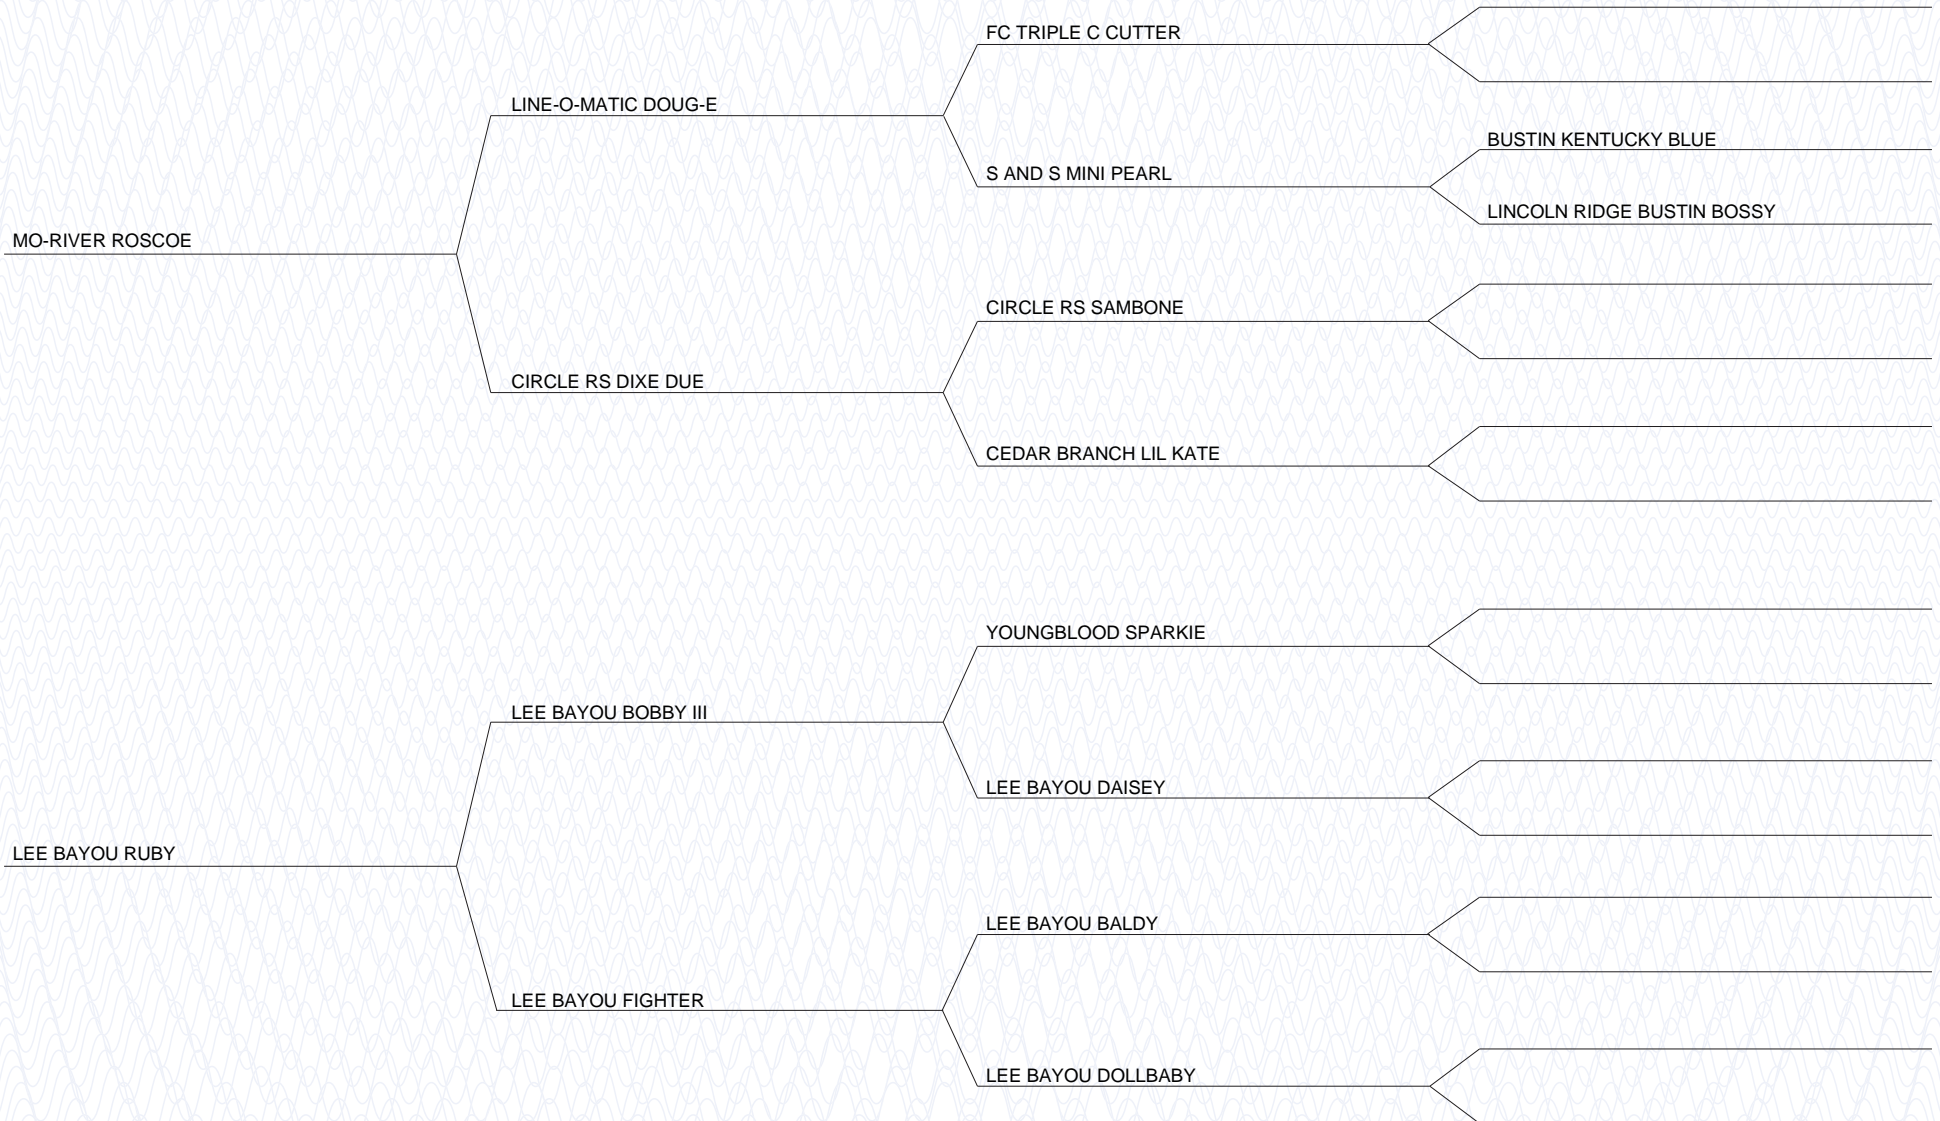 FC TRIPLE C CUTTER
LINE-O-MATIC DOUG-E
BUSTIN KENTUCKY BLUE
S AND S MINI PEARL
LINCOLN RIDGE BUSTIN BOSSY
MO-RIVER ROSCOE
CIRCLE RS SAMBONE
CIRCLE RS DIXE DUE
CEDAR BRANCH LIL KATE
YOUNGBLOOD SPARKIE
LEE BAYOU BOBBY III
LEE BAYOU DAISEY
LEE BAYOU RUBY
LEE BAYOU BALDY
LEE BAYOU FIGHTER
LEE BAYOU DOLLBABY